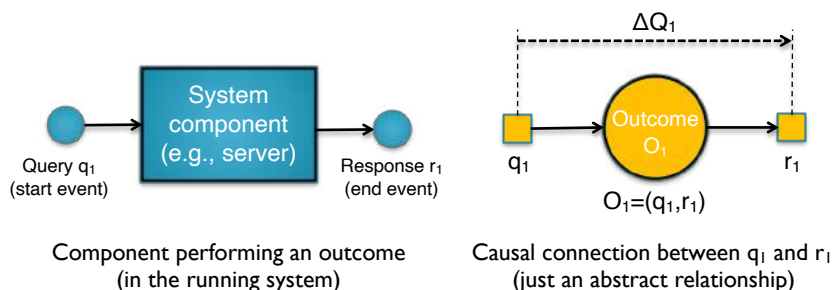 System
component
(e.g., server)
Query q₁
(start event)
Response r₁
(end event)
Component performing an outcome
(in the running system)
ΔQ₁
Outcome
O₁
q₁
r₁
O₁=(q₁,r₁)
Causal connection between q₁ and r₁
(just an abstract relationship)